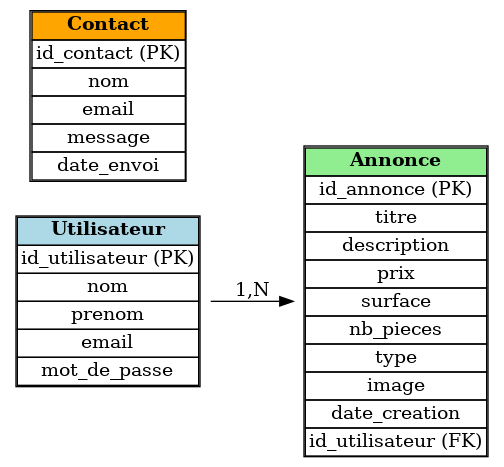 Contact
id_contact (PK)
nom
email
message
date_envoi
Utilisateur
id_utilisateur (PK)
nom
prenom
email
mot_de_passe
1,N
Annonce
id_annonce (PK)
titre
description
prix
surface
nb_pieces
type
image
date_creation
id_utilisateur (FK)